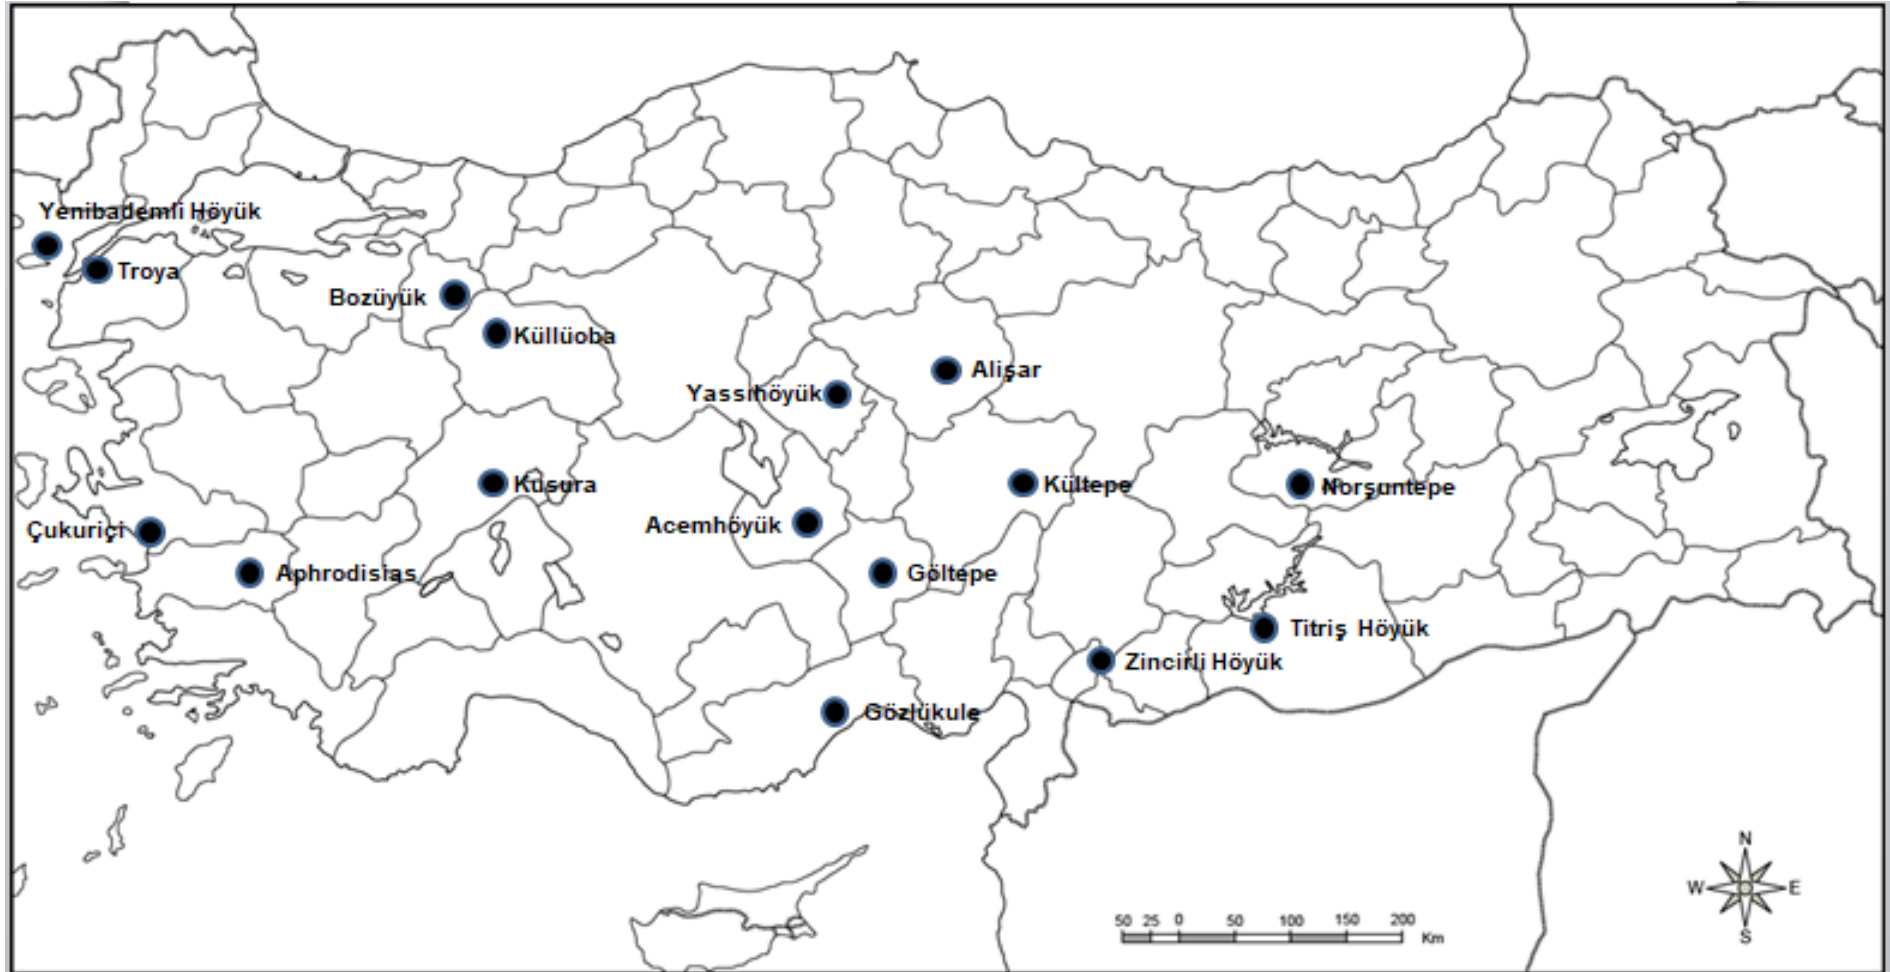 Yenibademli Höyük
Troya
Bozüyük
Küllüoba
Alişar
Yassıhöyük
Kusura
Kültepe
Norşuntepe
Acemhöyük
Çukuriçi
Aphrodisias
Göltepe
Titriş Höyük
Zincirli Höyük
Gözlükule
N
W E
S
50 25 0 50 100 150 200
Km